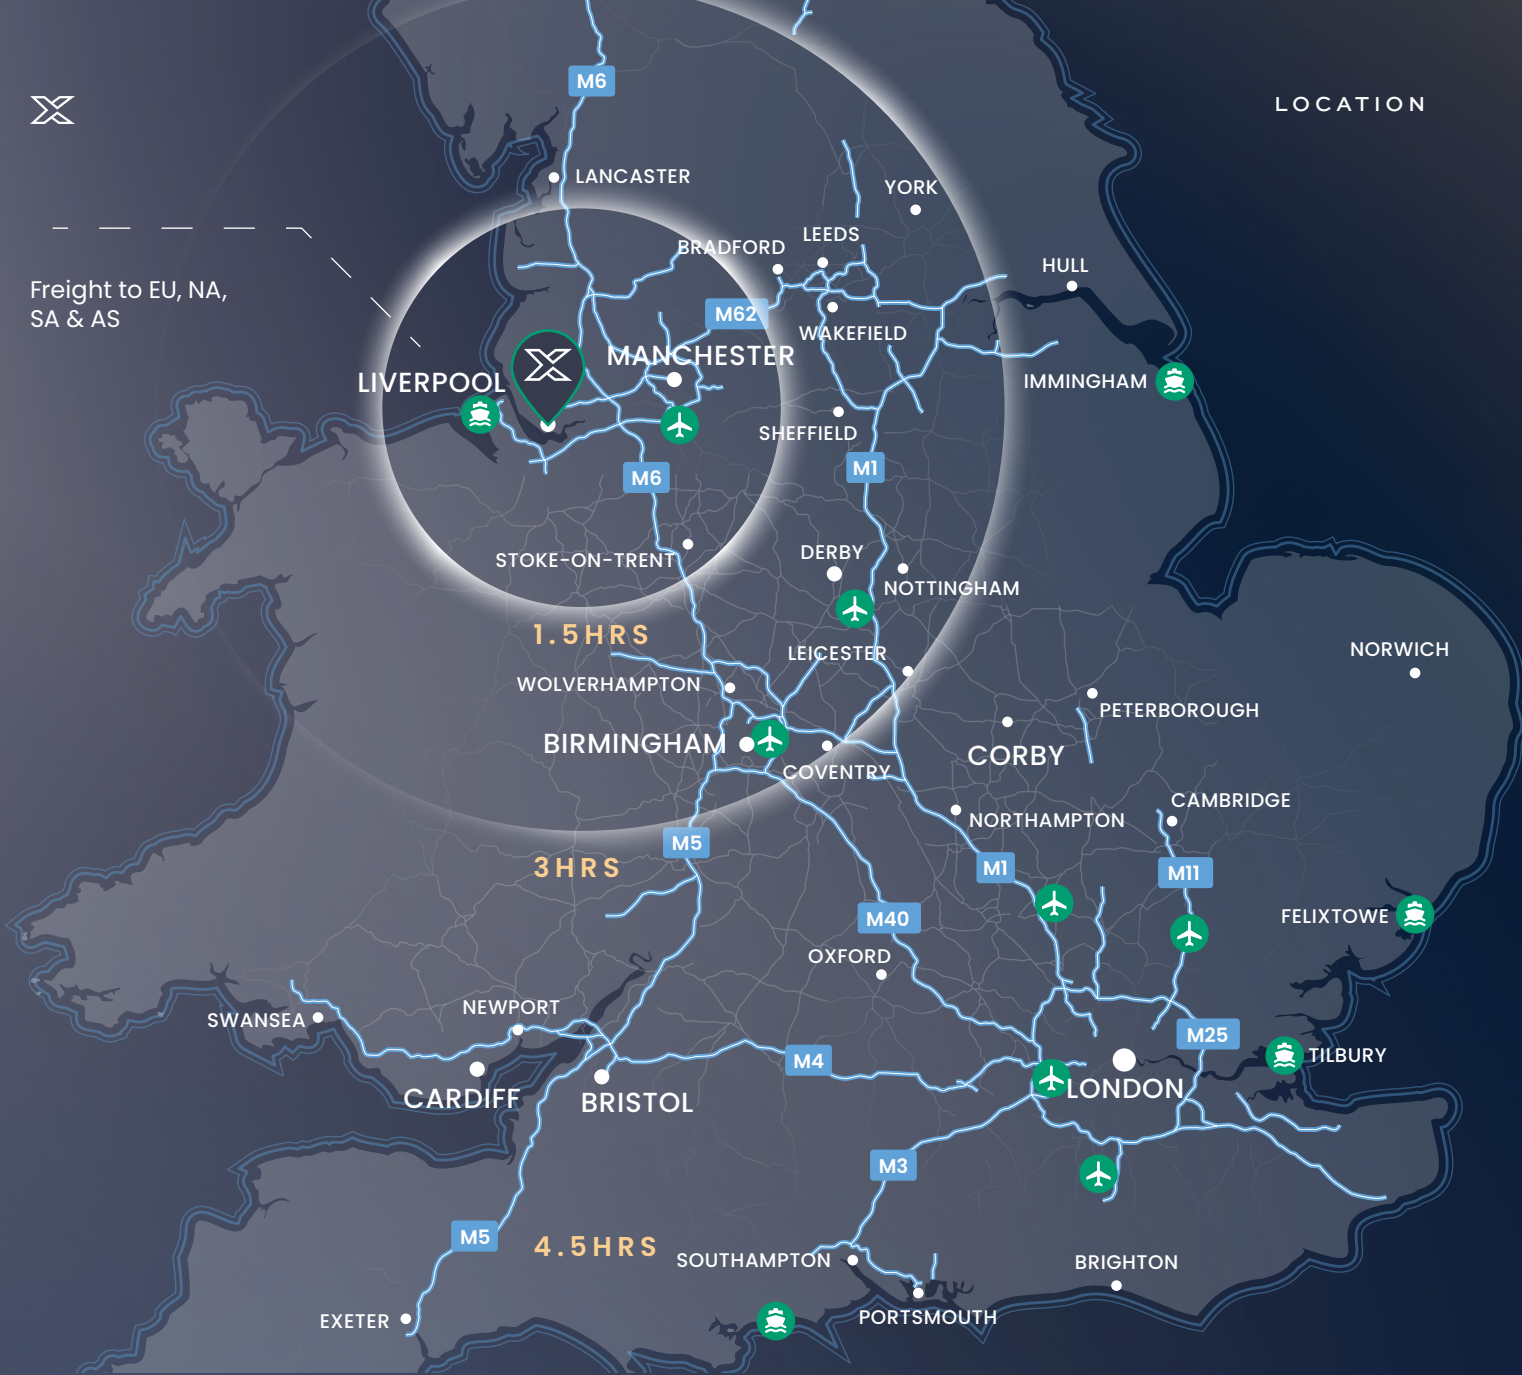 LOCATION
M6
LANCASTER
YORK
LEEDS
BRADFORD
HULL
Freight to EU, NA,
SA & AS
M62
WAKEFIELD
MANCHESTER
LIVERPOOL
IMMINGHAM
SHEFFIELD
M1
M6
DERBY
STOKE-ON-TRENT
NOTTINGHAM
1.5HRS
LEICESTER
NORWICH
WOLVERHAMPTON
PETERBOROUGH
BIRMINGHAM
CORBY
COVENTRY
CAMBRIDGE
NORTHAMPTON
M5
3HRS
M1
M11
M40
FELIXTOWE
OXFORD
NEWPORT
SWANSEA
M25
TILBURY
M4
LONDON
CARDIFF
BRISTOL
M3
M5
4.5HRS
SOUTHAMPTON
BRIGHTON
PORTSMOUTH
EXETER